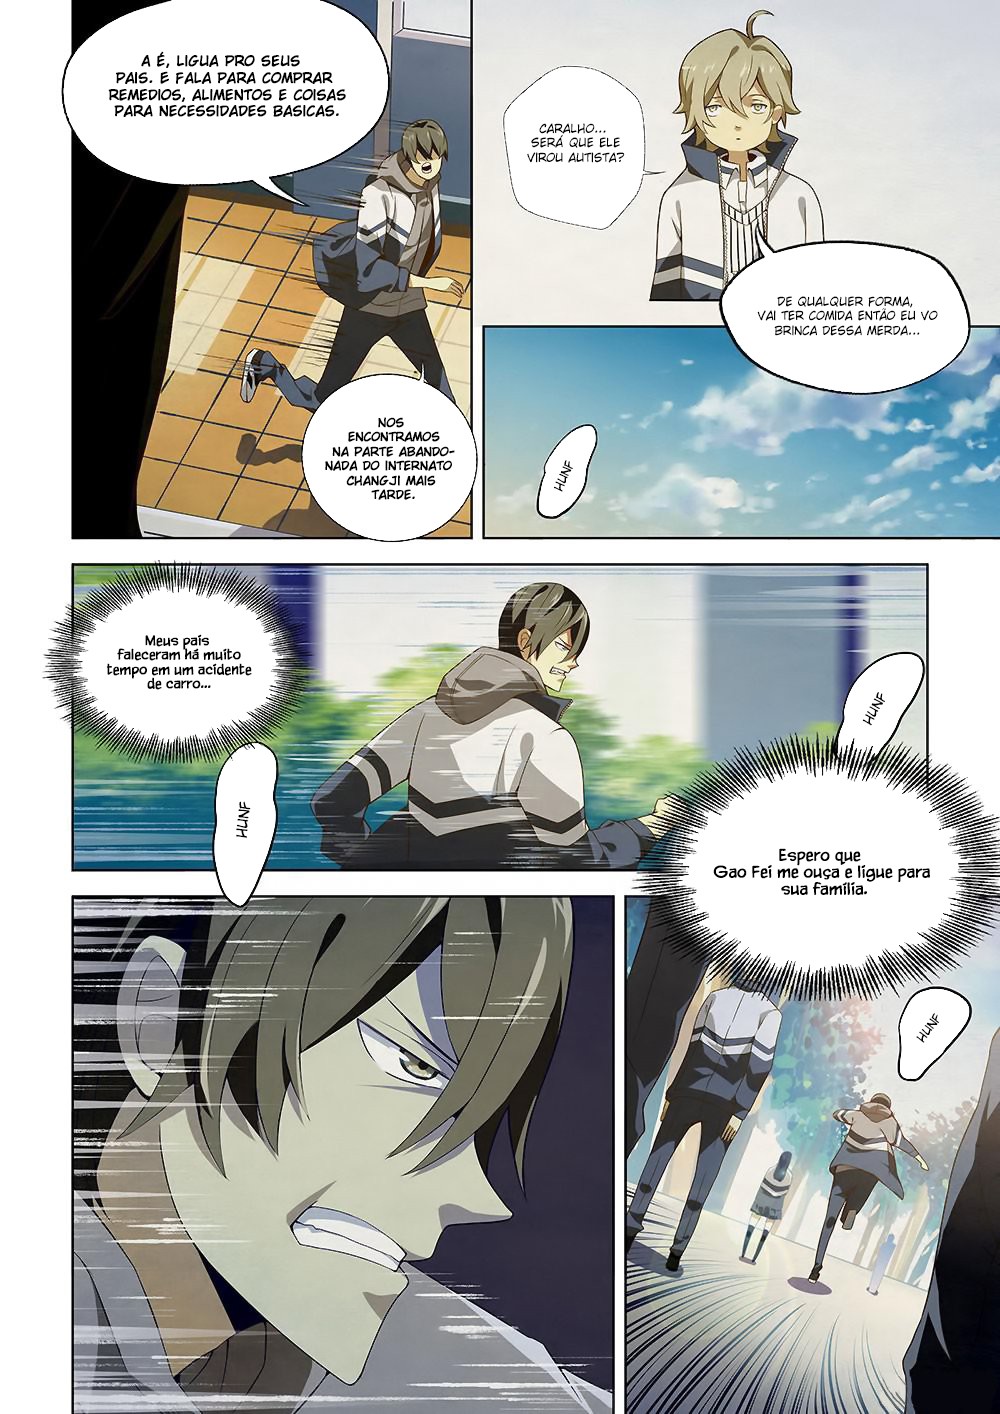 A É, LIGUA PRO SEUS
PAIS. E FALA PARA COMPRAR
REMEDIOS, ALIMENTOS E COISAS
PARA NECESSIDADES BASICAS.
CARALHO...
SERÁ QUE ELE
VIROU AUTISTA?
DE QUALQUER FORMA,
VAI TER COMIDA ENTÃO EU VO
BRINCA DESSA MERDA...
NOS
ENCONTRAMOS
NA PARTE ABANDO-
NADA DO INTERNATO
CHANGJI MAIS
TARDE.
HUNF
Meus pais
faleceram há muito
tempo em um acidente
de carro...
HUNF
HUNF
Espero que
Gao Fei me ouça e ligue para
sua família.
HUNF